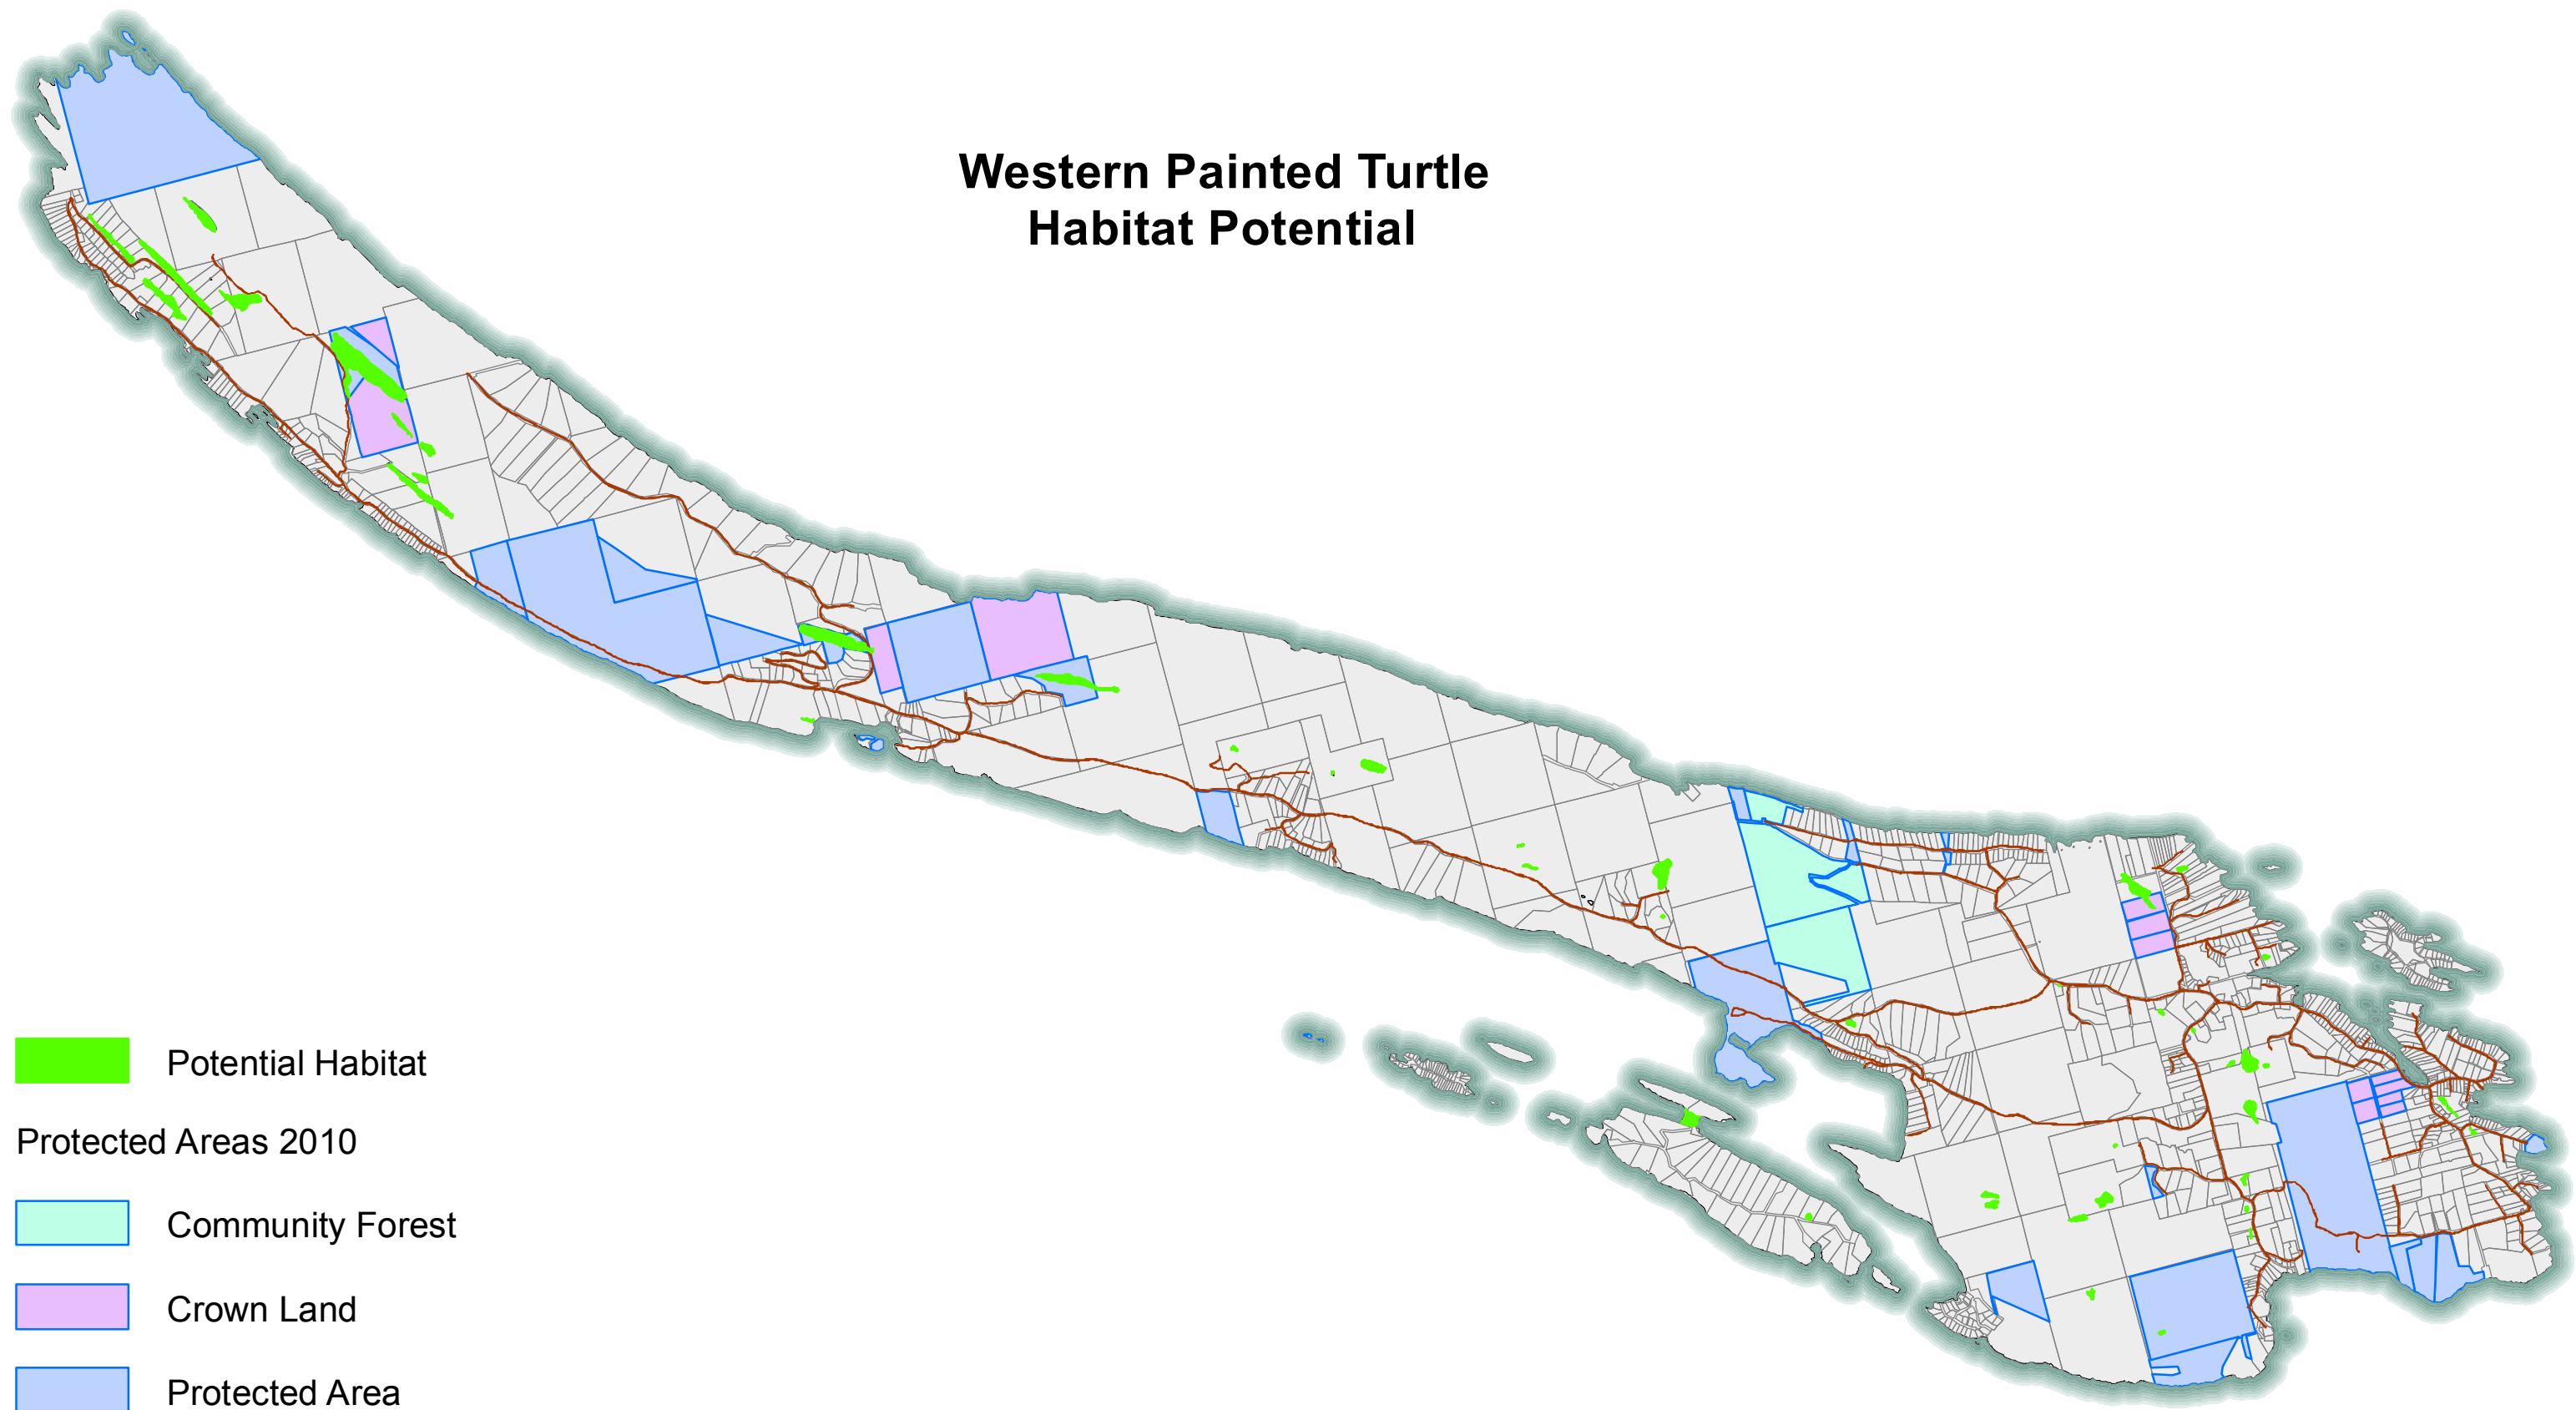 Western Painted Turtle
Habitat Potential
Potential Habitat
Protected Areas 2010
Community Forest
Crown Land
Protected Area